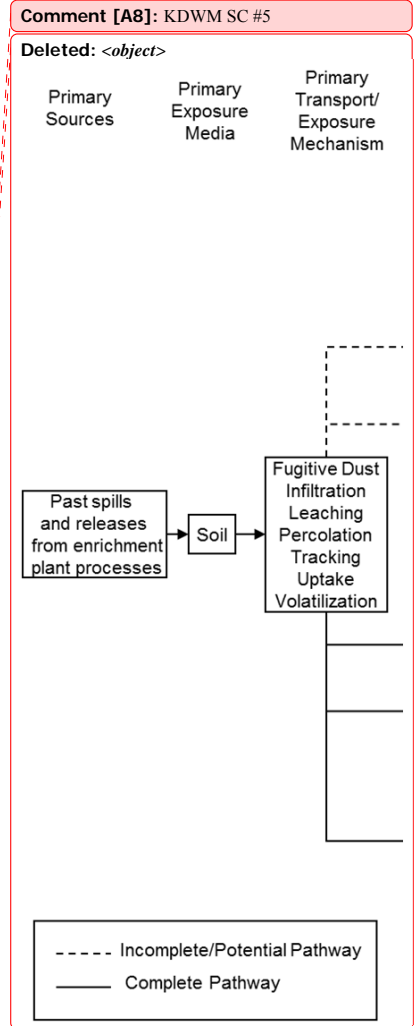 Comment [A8]: KDWM SC #5
Deleted: <object>
Primary
Sources
Primary
Exposure
Media
Primary
Transport/
Exposure
Mechanism
Past spills
and releases
from enrichment
plant processes
Soil
Fugitive Dust
Infiltration
Leaching
Percolation
Tracking
Uptake
Volatilization
Incomplete/Potential Pathway
Complete Pathway